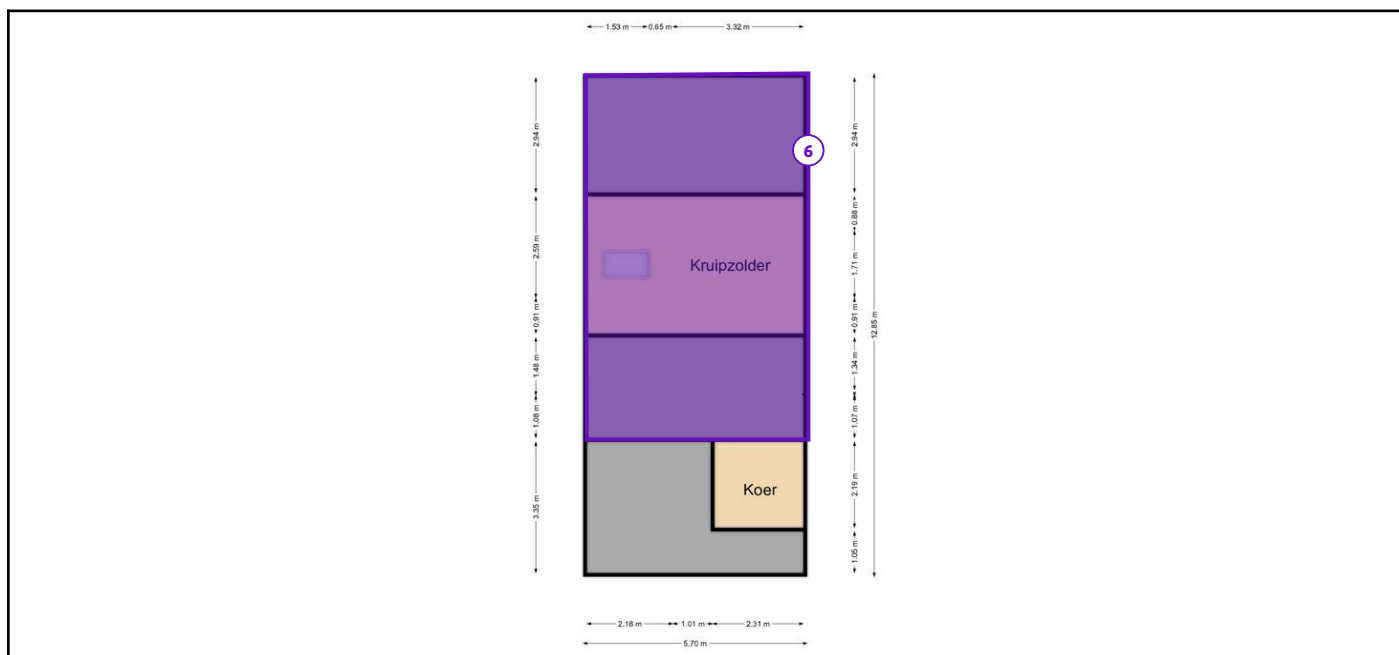 1.53 m 0.65 m 3.32 m
2.94 m
2.59 m
0.91 m
1.48 m
1.08 m
3.35 m
6
Kruipzolder
Koer
2.94 m
0.88 m
1.71 m
0.91 m
1.34 m
1.07 m
2.19 m
1.05 m
12.85 m
2.18 m 1.01 m 2.31 m
5.70 m